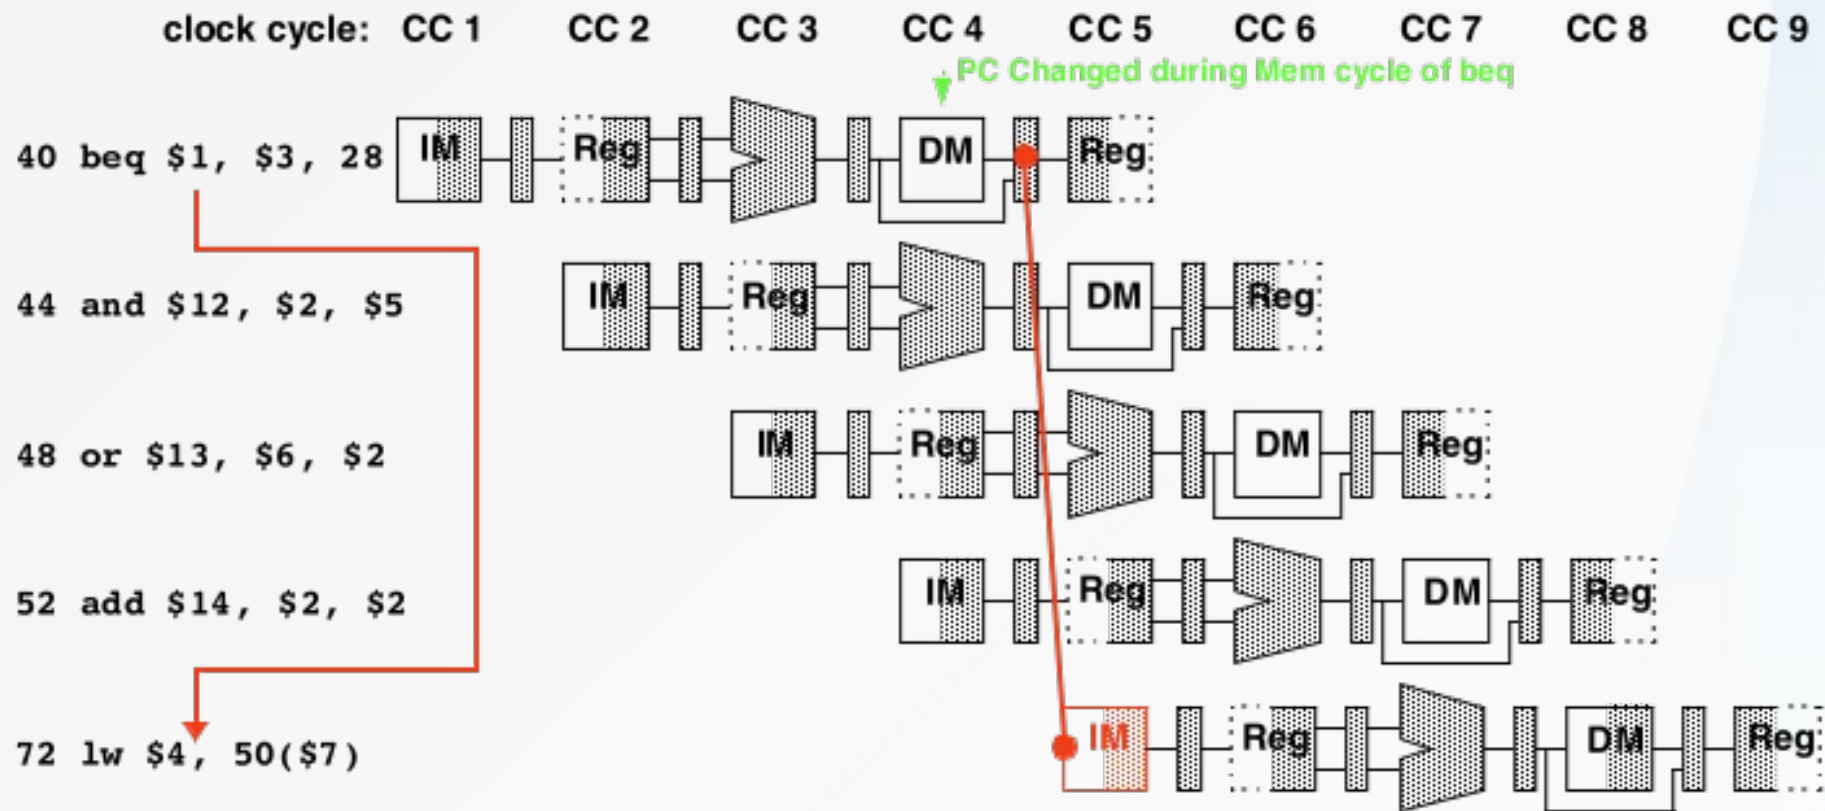 clock cycle: CC 1 CC 2 CC 3 CC 4 CC 5 CC 6 CC 7 CC 8 CC 9
PC Changed during Mem cycle of beq
40 beq $1, $3, 28 IM Reg DM Reg
44 and $12, $2, $5 IM Reg DM Reg
48 or $13, $6, $2 IM Reg DM Reg
52 add $14, $2, $2 IM Reg DM Reg
72 lw $4, 50($7) IM Reg DM Reg